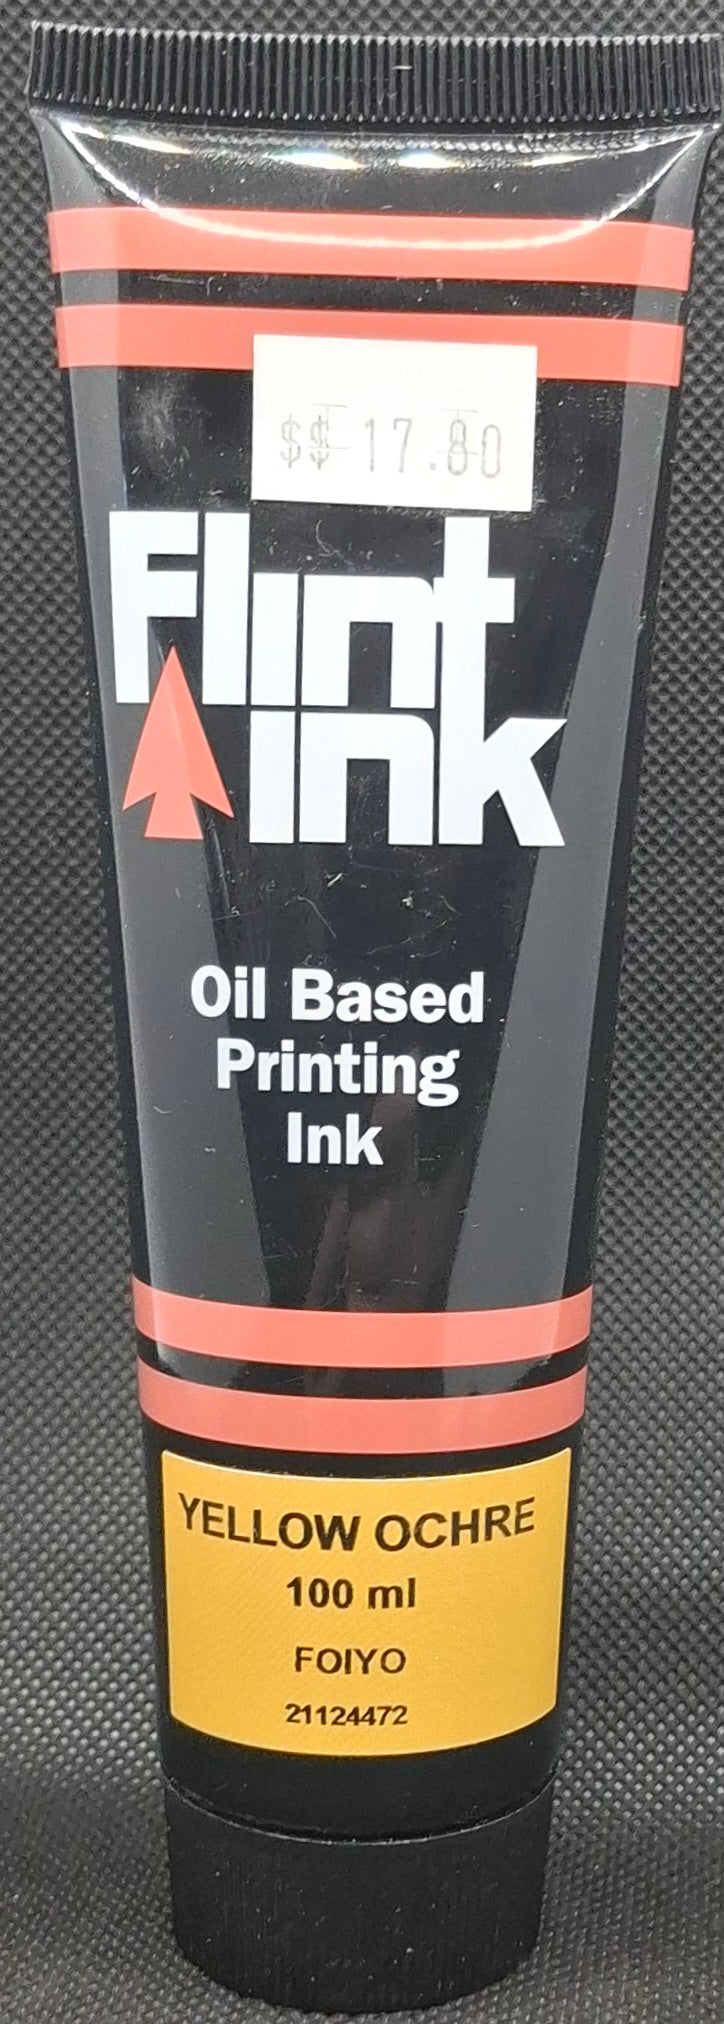 $$ 17.80
Flint
ink
Oil Based
Printing
Ink
YELLOW OCHRE
100 ml
FOIYO
21124472